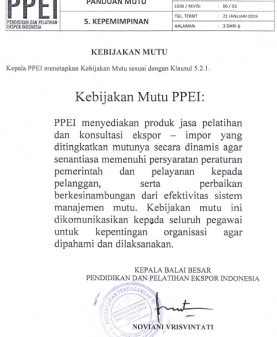 PPEI
PENDIDIKAN DAN PELATIHAN
EKSPOR INDONESIA
PANDUAN MUTU
5. KEPEMIMPINAN
EDISI / REVISI : 06 / 03
TGL. TERBIT : 21 JANUARI 2019
HALAMAN : 3 DARI 6
KEBIJAKAN MUTU
Kepala PPEI menetapkan Kebijakan Mutu sesuai dengan Klausul 5.2.1.
Kebijakan Mutu PPEI:
PPEI menyediakan produk jasa pelatihan
dan konsultasi ekspor – impor yang
ditingkatkan mutunya secara dinamis agar
senantiasa memenuhi persyaratan peraturan
pemerintah dan pelayanan kepada
pelanggan, serta perbaikan
berkesinambungan dari efektivitas sistem
manajemen mutu. Kebijakan mutu ini
dikomunikasikan kepada seluruh pegawai
untuk kepentingan organisasi agar
dipahami dan dilaksanakan.
KEPALA BALAI BESAR
PENDIDIKAN DAN PELATIHAN EKSPOR INDONESIA
NOVIANI VRISVINTATI